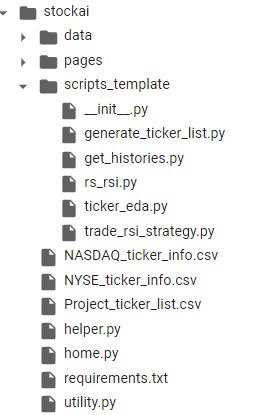 stockai
data
pages
scripts_template
__init__.py
generate_ticker_list.py
get_histories.py
rs_rsi.py
ticker_eda.py
trade_rsi_strategy.py
NASDAQ_ticker_info.csv
NYSE_ticker_info.csv
Project_ticker_list.csv
helper.py
home.py
requirements.txt
utility.py